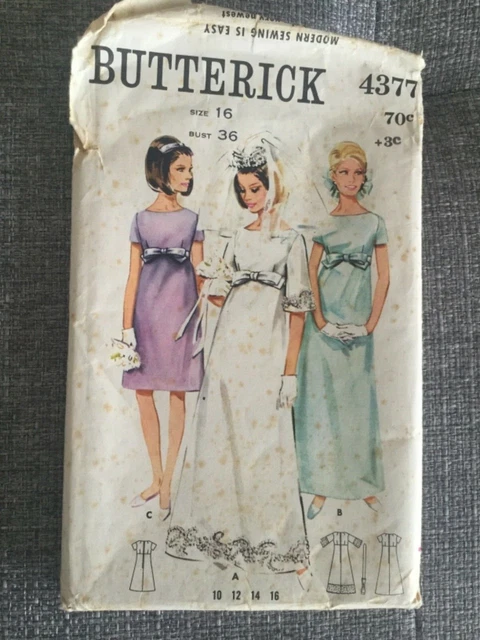 MODERN SEWING IS EASY
BUTTERICK
4377
SIZE 16
70¢
BUST 36
+3¢
C
B
A
10 12 14 16